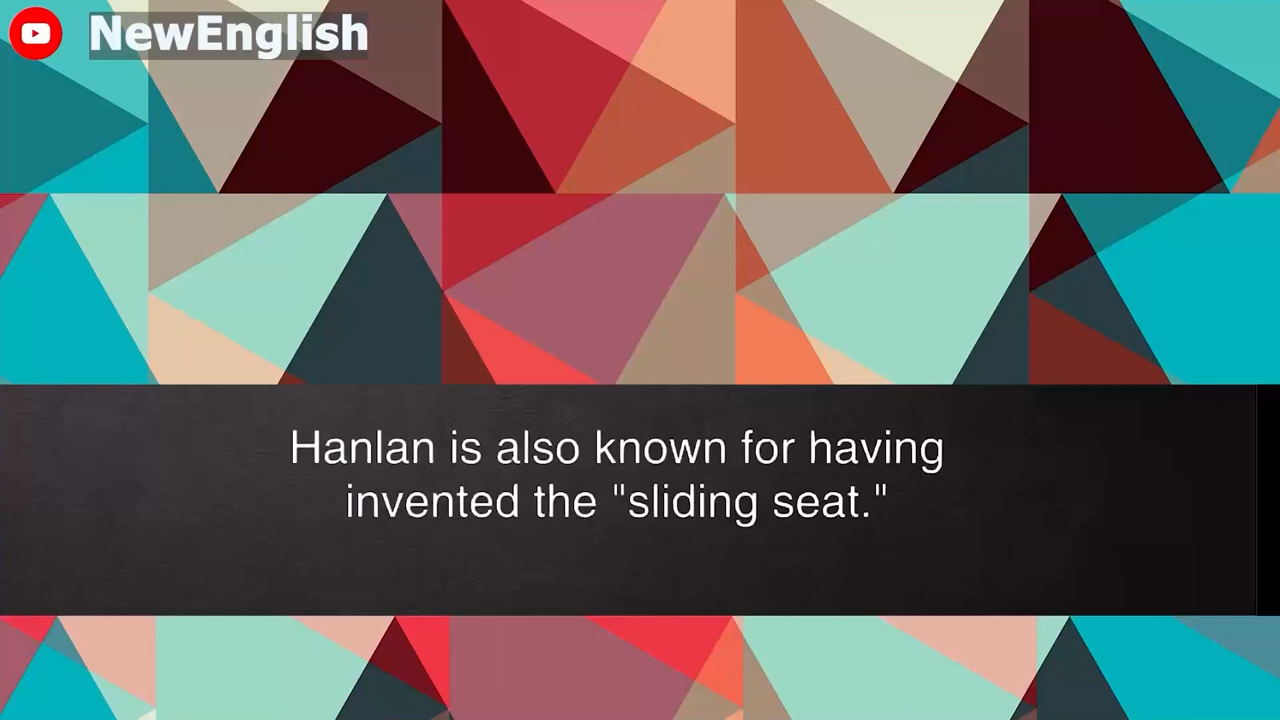 NewEnglish
Hanlan is also known for having
invented the "sliding seat."